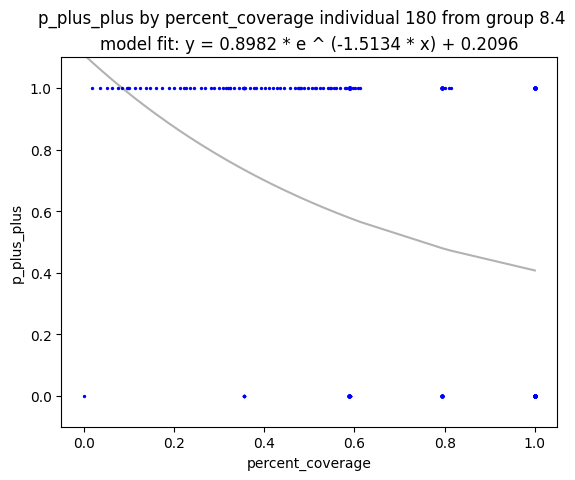 p_plus_plus by percent_coverage individual 180 from group 8.4
model fit: y = 0.8982 * e ^ (-1.5134 * x) + 0.2096
1.0
0.8
0.6
0.4
0.2
0.0
p_plus_plus
0.0 0.2 0.4 0.6 0.8 1.0
percent_coverage